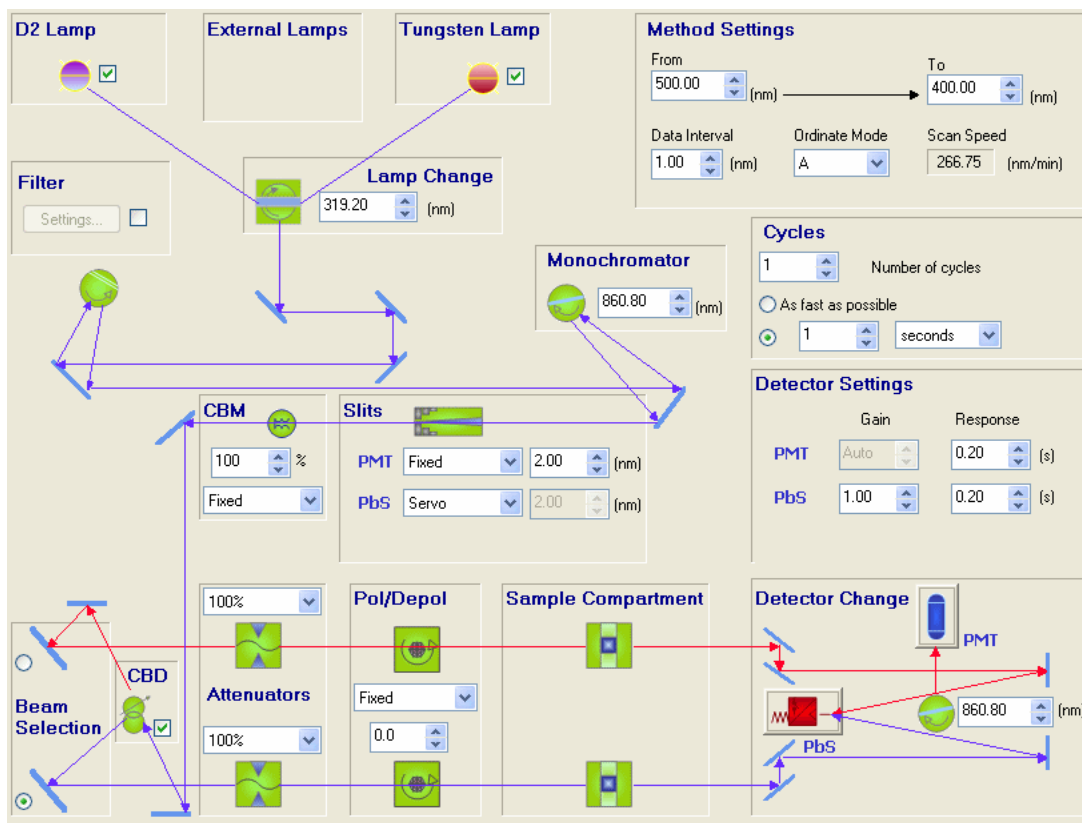 D2 Lamp
External Lamps
Tungsten Lamp
Method Settings
From
To
500.00
(nm)
400.00
(nm)
Data Interval
Ordinate Mode
Scan Speed
1.00
(nm)
A
266.75
(nm/min)
Filter
Settings...
Lamp Change
319.20
(nm)
Monochromator
860.80
(nm)
Cycles
1
Number of cycles
As fast as possible
1
seconds
CBM
100
%
Fixed
Slits
PMT
Fixed
2.00
(nm)
PbS
Servo
2.00
(nm)
Detector Settings
Gain
Response
PMT
Auto
0.20
(s)
PbS
1.00
0.20
(s)
Beam
Selection
CBD
100%
Attenuators
100%
Pol/Depol
Fixed
0.0
Sample Compartment
Detector Change
PMT
860.80
(nm)
PbS